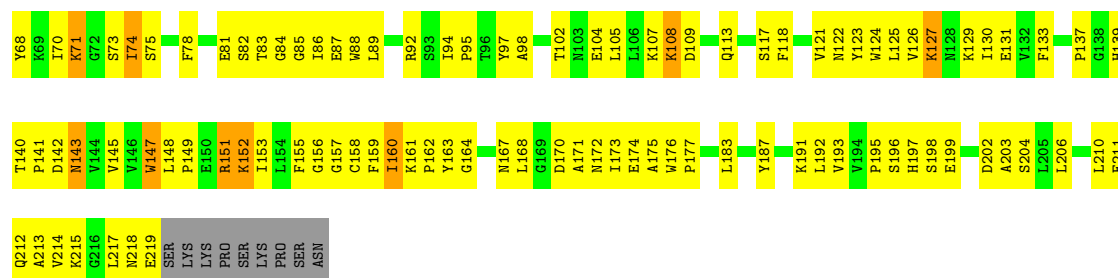 Y68 K69 I70 K71 G72 S73 I74 S75 F78 E81 S82 T83 G84 G85 I86 E87 W88 L89 R92 S93 I94 P95 T96 Y97 A98 T102 N103 E104 L105 L106 K107 K108 D109 Q113 S117 F118 V121 N122 Y123 W124 L125 V126 K127 N128 K129 I130 E131 V132 F133 P137 G138 H139
T140 P141 D142 N143 V144 V145 V146 W147 L148 P149 E150 R151 K152 I153 L154 F155 G156 G157 C158 F159 I160 K161 P162 Y163 G164 N167 L168 G169 D170 A171 N172 I173 E174 A175 W176 P177 L183 Y187 K191 L192 V193 V194 P195 S196 H197 S198 E199 D202 A203 S204 L205 L206 L210 E211
Q212 A213 V214 K215 G216 L217 N218 E219 SER LYS LYS PRO SER LYS PRO SER ASN